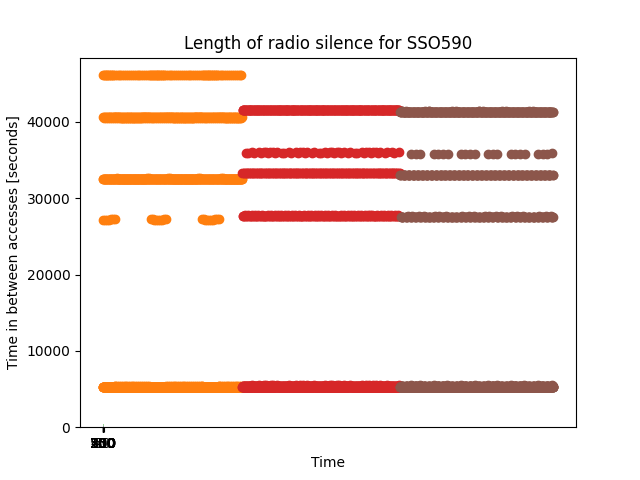 Length of radio silence for SSO590
Time in between accesses [seconds]
40000
30000
20000
10000
0
Time